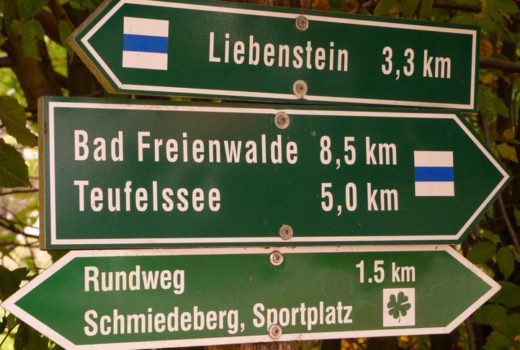 Liebenstein 3,3 km
Bad Freienwalde 8,5 km
Teufelssee 5,0 km
Rundweg 1.5 km
Schmiedeberg, Sportplatz